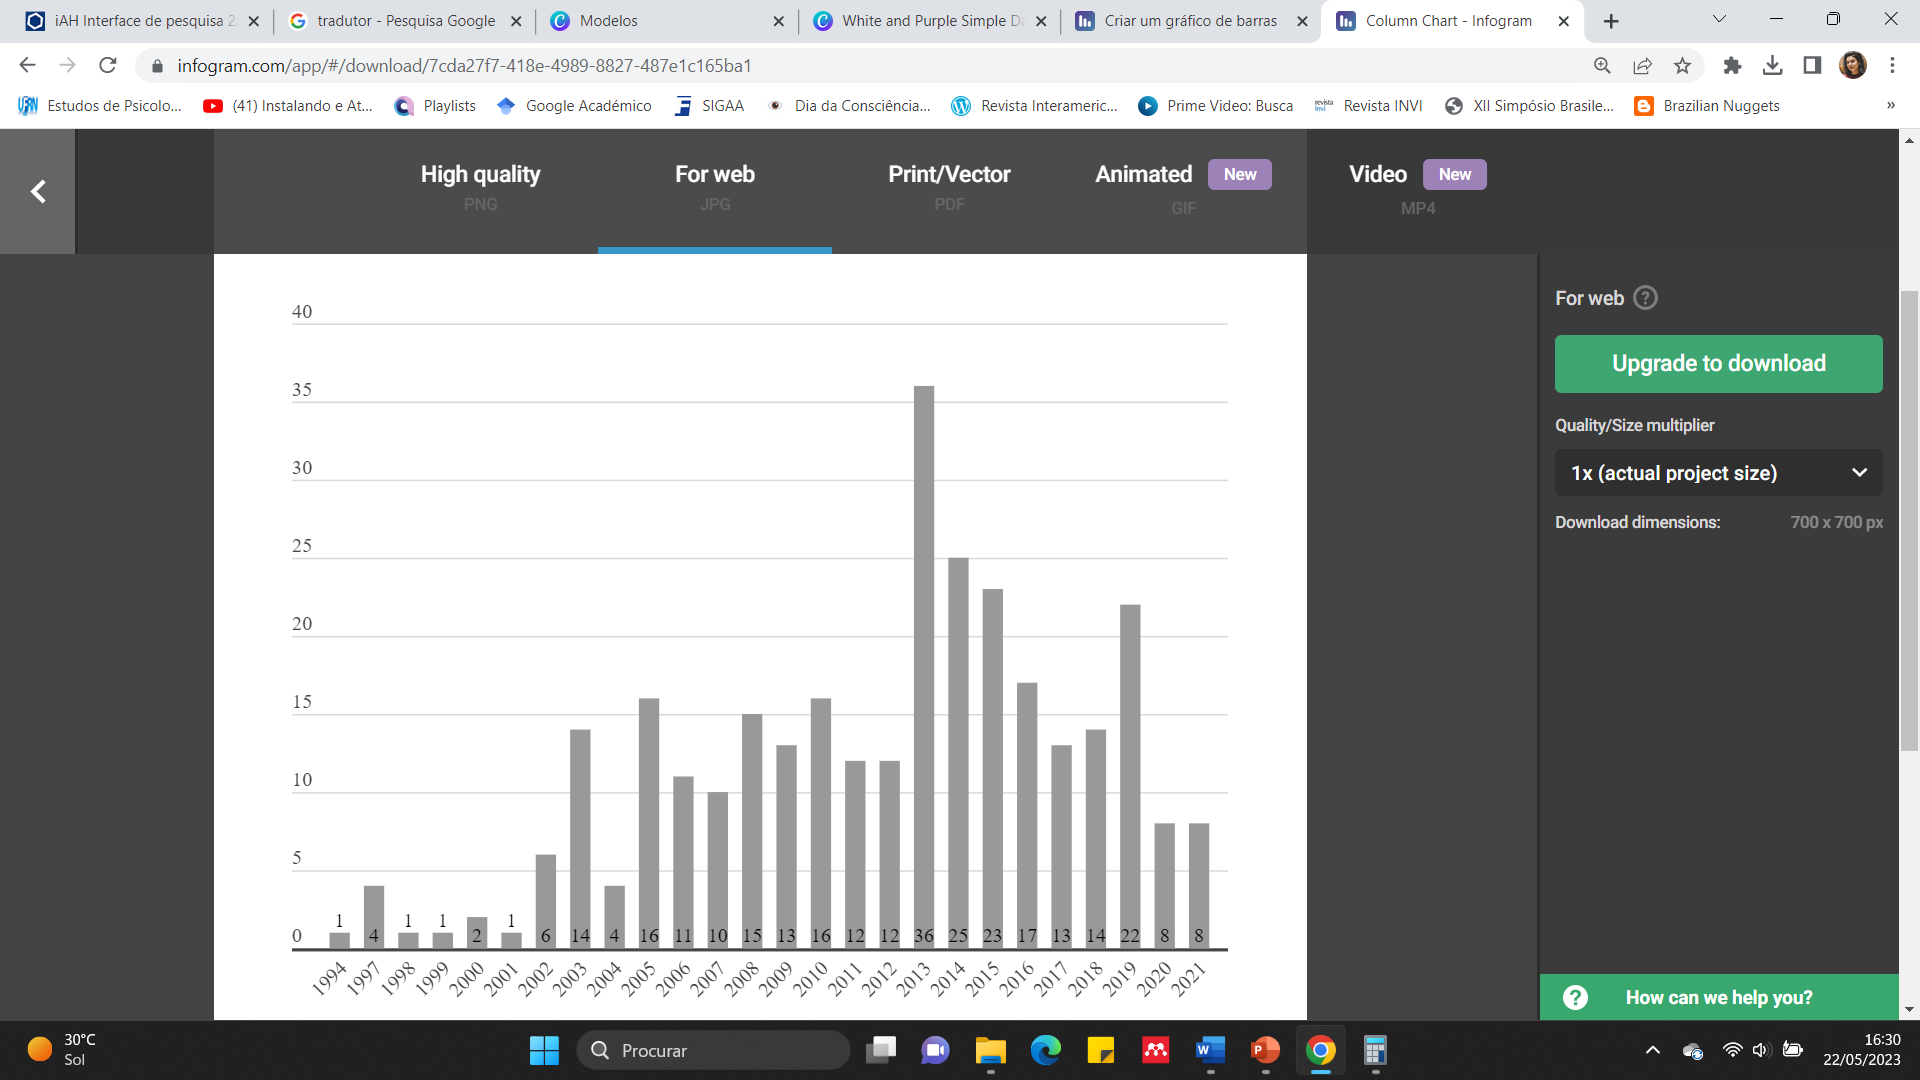 iAH Interface de pesquisa 2
tradutor - Pesquisa Google
Modelos
White and Purple Simple Da
Criar um gráfico de barras
Column Chart - Infogram
infogram.com/app/#/download/7cda27f7-418e-4989-8827-487e1c165ba1
Estudos de Psicolo...
(41) Instalando e At...
Playlists
Google Académico
SIGAA
Dia da Consciência...
Revista Interameric...
Prime Video: Busca
Revista INVI
XII Simpósio Brasile...
Brazilian Nuggets
»
High quality
PNG
For web
JPG
Print/Vector
PDF
Animated New
GIF
Video New
MP4
40
35
30
25
20
15
10
5
0
1 4 1 1 2 1 6 14 4 16 11 10 15 13 16 12 12 36 25 23 17 13 14 22 8 8
1994 1997 1998 1999 2000 2001 2002 2003 2004 2005 2006 2007 2008 2009 2010 2011 2012 2013 2014 2015 2016 2017 2018 2019 2020 2021
For web ?
Upgrade to download
Quality/Size multiplier
1x (actual project size)
Download dimensions: 700 x 700 px
? How can we help you?
30°C
Sol
Procurar
16:30
22/05/2023